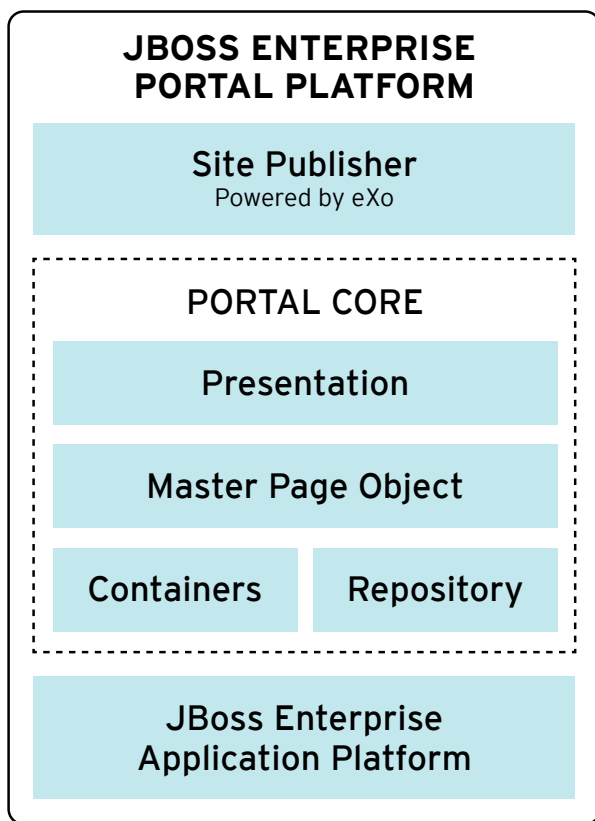 JBOSS ENTERPRISE
PORTAL PLATFORM
Site Publisher
Powered by eXo
PORTAL CORE
Presentation
Master Page Object
Containers
Repository
JBoss Enterprise
Application Platform